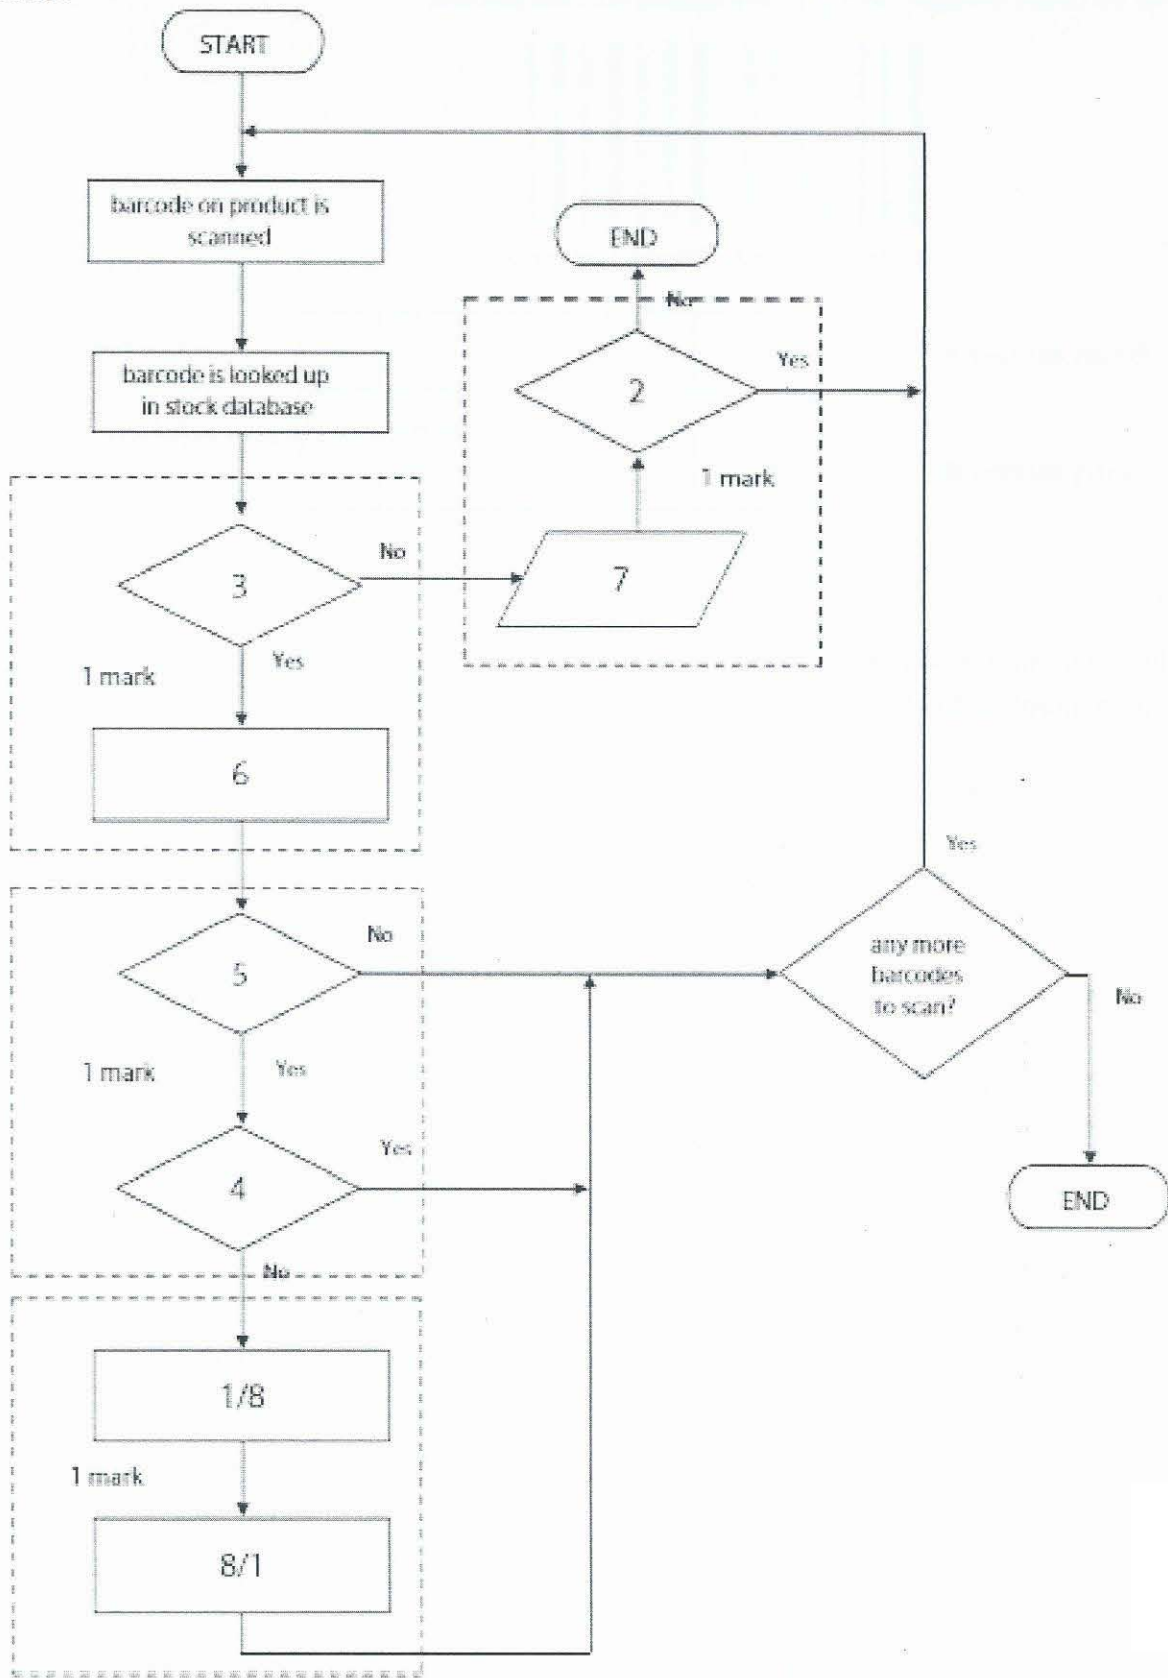 START
barcode on product is
scanned
END
No
barcode is looked up
in stock database
2
Yes
1 mark
3
No
7
Yes
1 mark
6
Yes
5
No
any more
barcodes
to scan?
No
1 mark
Yes
4
Yes
END
No
1/8
1 mark
8/1